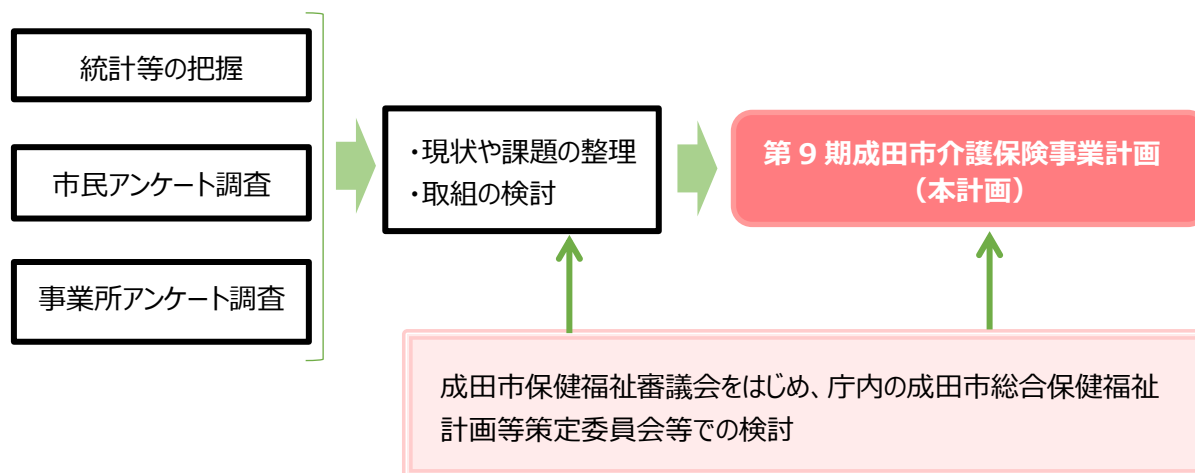 統計等の把握
市民アンケート調査
事業所アンケート調査
・現状や課題の整理
・取組の検討
第９期成田市介護保険事業計画
（本計画）
成田市保健福祉審議会をはじめ、庁内の成田市総合保健福祉
計画等策定委員会等での検討